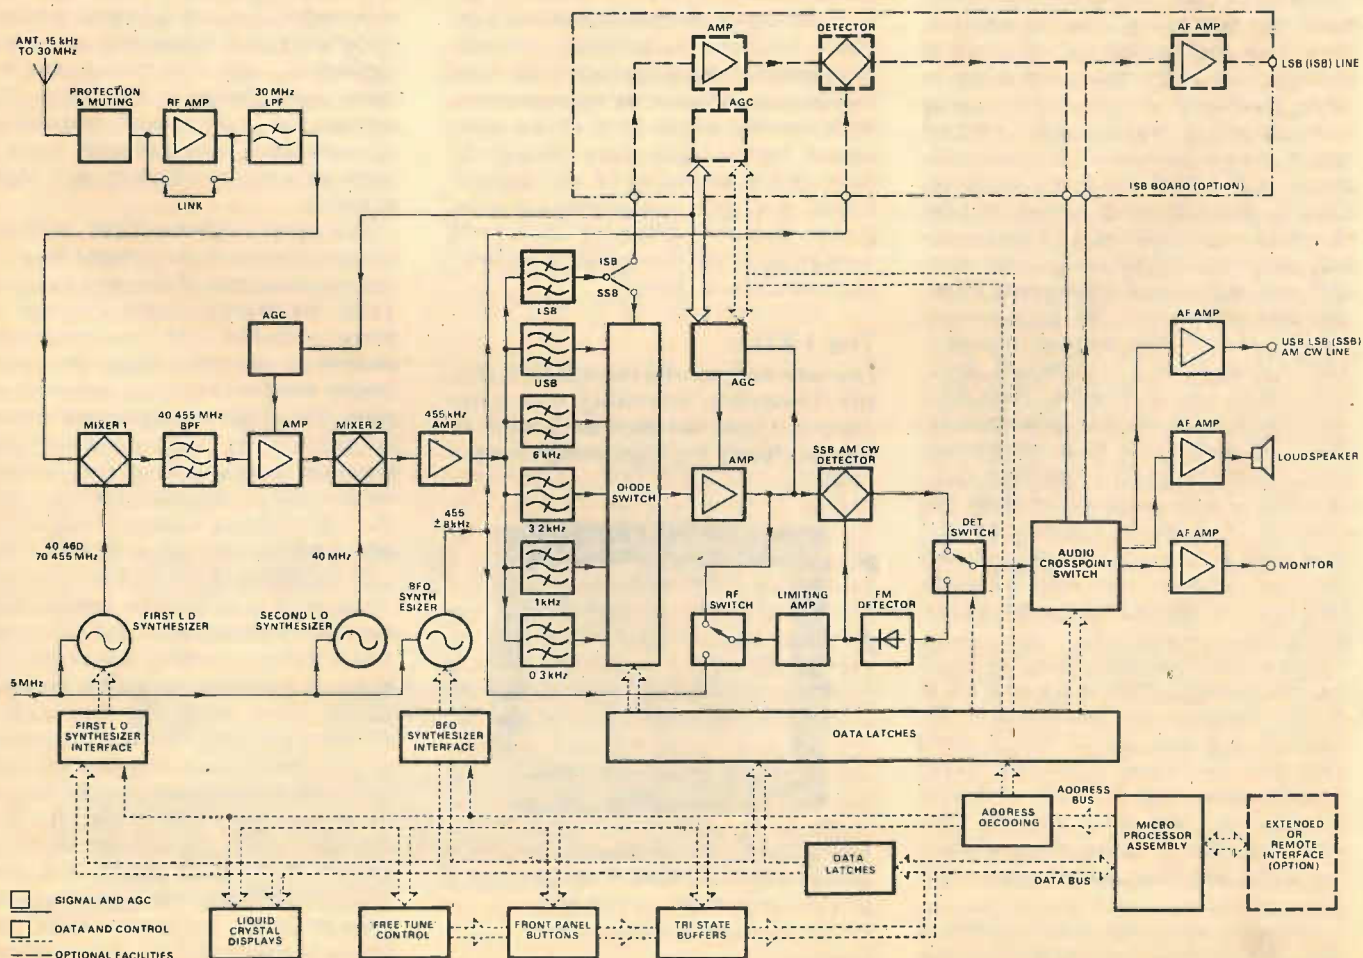 ANT. 15 kHz
TO 30 MHz
PROTECTION
& MUTING
RF AMP
30 MHz
LPF
LINK
AMP
DETECTOR
AF AMP
LSB (ISB) LINE
AGC
ISB BOARD (OPTION)
ISB
SSB
LSB
USB
6 kHz
3 2 kHz
1 kHz
0 3 kHz
AGC
MIXER 1
40 455 MHz
BPF
AMP
MIXER 2
455 kHz
AMP
DIODE
SWITCH
AGC
AMP
SSB AM CW
DETECTOR
AF AMP
USB LSB (SSB)
AM CW LINE
AF AMP
LOUDSPEAKER
AF AMP
MONITOR
DET
SWITCH
AUDIO
CROSSPOINT
SWITCH
40 460
70 455 MHz
40 MHz
455
± 8 kHz
BFO
SYNTH
ESIZER
FIRST L O
SYNTHESIZER
SECOND L O
SYNTHESIZER
RF
SWITCH
LIMITING
AMP
FM
DETECTOR
5 MHz
FIRST L O
SYNTHESIZER
INTERFACE
BFO
SYNTHESIZER
INTERFACE
DATA LATCHES
ADDRESS
DECODING
ADDRESS
BUS
MICRO
PROCESSOR
ASSEMBLY
EXTENDED
OR
REMOTE
INTERFACE
(OPTION)
DATA
LATCHES
DATA BUS
SIGNAL AND AGC
DATA AND CONTROL
OPTIONAL FACILITIES
LIQUID
CRYSTAL
DISPLAYS
FREE-TUNE
CONTROL
FRONT PANEL
BUTTONS
TRI STATE
BUFFERS